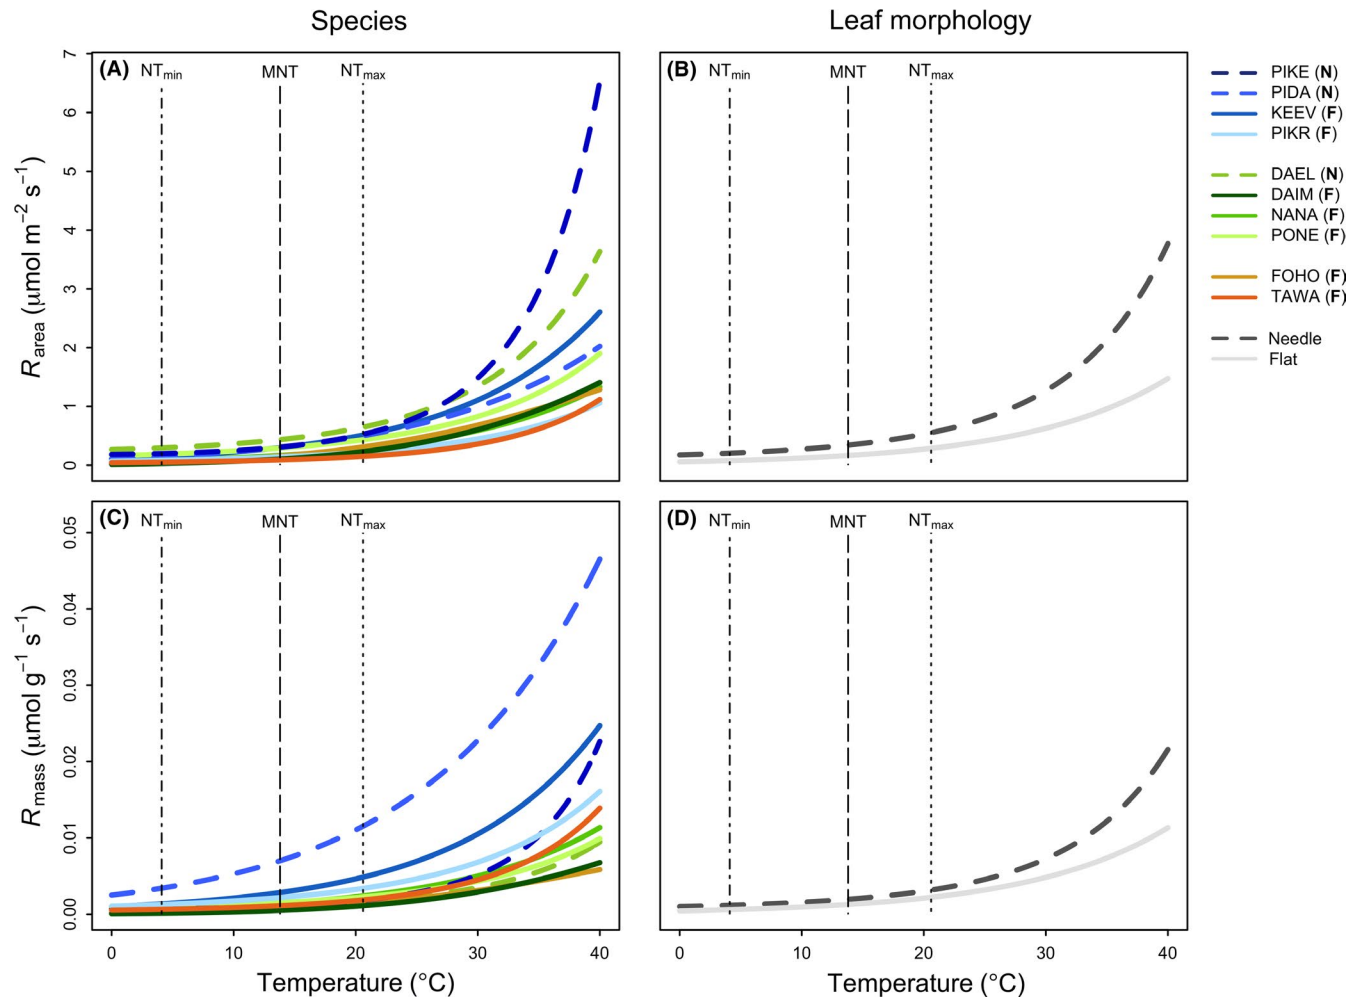 Species
Leaf morphology
(A) NTmin MNT NTmax
7
6
5
4
3
2
1
0
Rarea (μmol m−2 s−1)
(B) NTmin MNT NTmax
PIKE (N)
PIDA (N)
KEEV (F)
PIKR (F)
DAEL (N)
DAIM (F)
NANA (F)
PONE (F)
FOHO (F)
TAWA (F)
Needle
Flat
(C) NTmin MNT NTmax
0.05
0.04
0.03
0.02
0.01
0.00
Rmass (μmol g−1 s−1)
0 10 20 30 40
Temperature (°C)
(D) NTmin MNT NTmax
0 10 20 30 40
Temperature (°C)